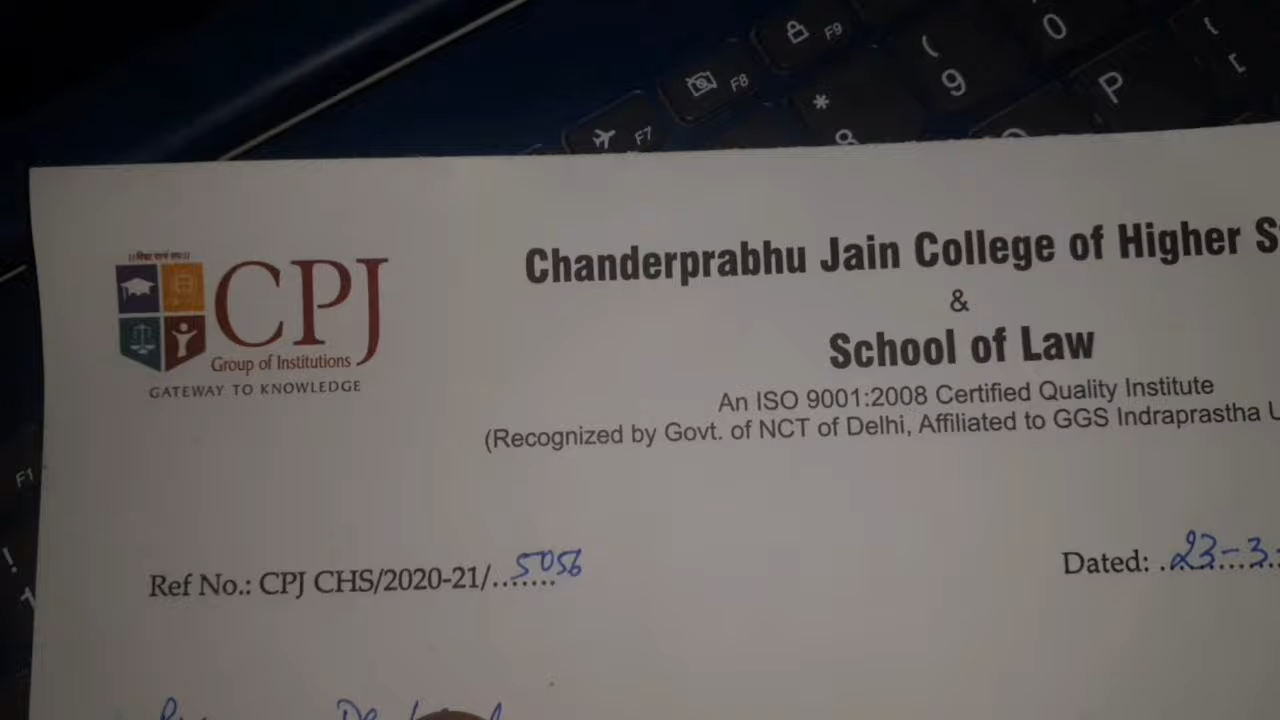 F9
F8
F7
( 9
0
P
*
8
{ [
F1
! 1
CPJ
Group of Institutions
GATEWAY TO KNOWLEDGE
Chanderprabhu Jain College of Higher
&
School of Law
An ISO 9001:2008 Certified Quality Institute
(Recognized by Govt. of NCT of Delhi, Affiliated to GGS Indraprastha
Ref No.: CPJ CHS/2020-21/.......5056
Dated: .23-3.